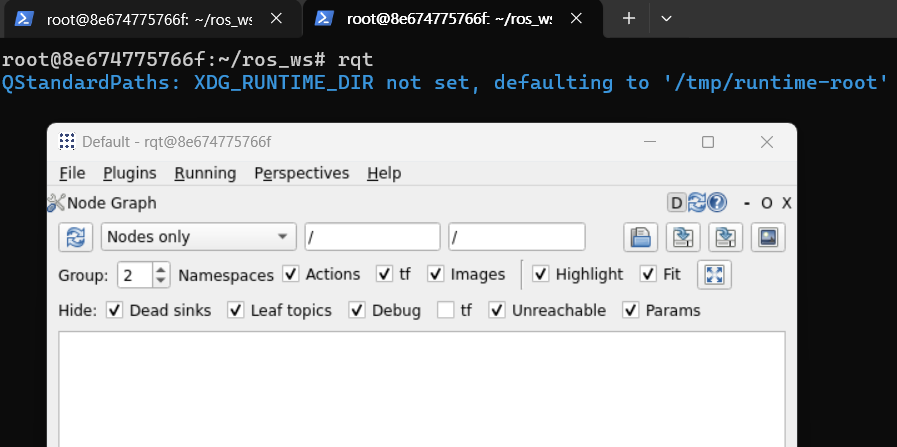 root@8e674775766f: ~/ros_ws
root@8e674775766f: ~/ros_ws
root@8e674775766f:~/ros_ws# rqt
QStandardPaths: XDG_RUNTIME_DIR not set, defaulting to '/tmp/runtime-root'
Default - rqt@8e674775766f
File Plugins Running Perspectives Help
Node Graph D - O X
Nodes only / /
Group: 2 Namespaces Actions tf Images Highlight Fit
Hide: Dead sinks Leaf topics Debug tf Unreachable Params